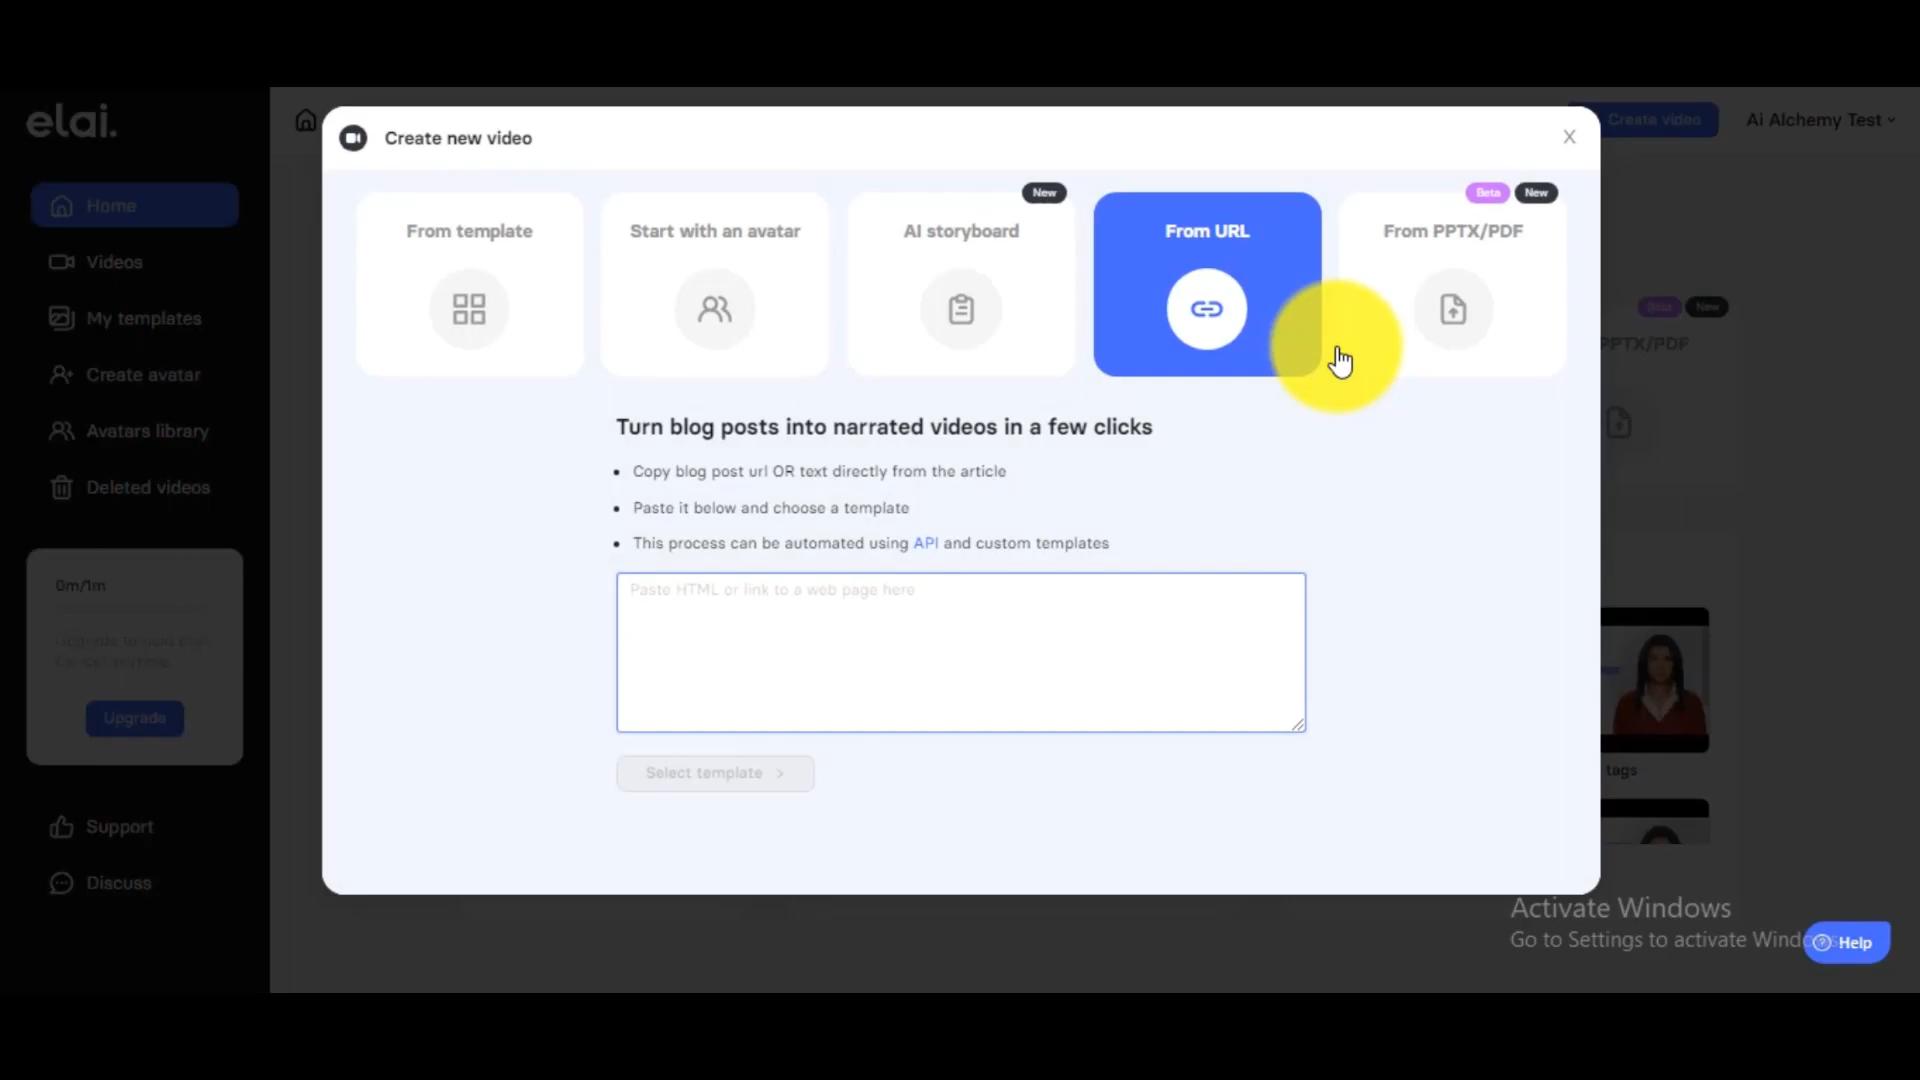 elai.
Create new video
X
Create video
Ai Alchemy Test
Home
Videos
My templates
Create avatar
Avatars library
Deleted videos
0m/1m
Upgrade
Support
Discuss
New
Beta
New
From template
Start with an avatar
AI storyboard
From URL
From PPTX/PDF
Beta
New
PPTX/PDF
Turn blog posts into narrated videos in a few clicks
Copy blog post url OR text directly from the article
Paste it below and choose a template
This process can be automated using API and custom templates
Paste HTML or link to a web page here
Select template >
tags
Activate Windows
Go to Settings to activate Wind
Help